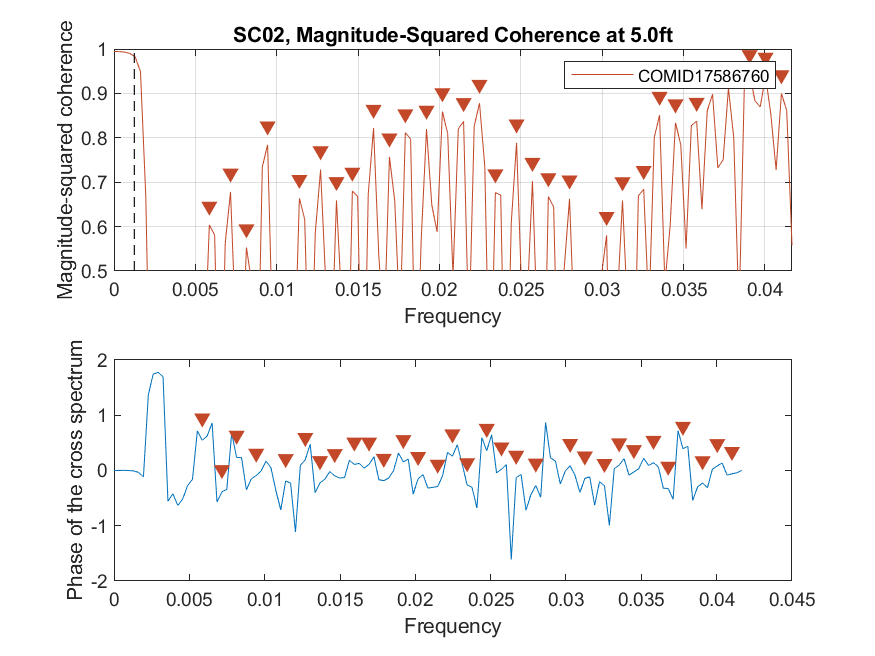 SC02, Magnitude-Squared Coherence at 5.0ft
Magnitude-squared coherence
1
0.9
0.8
0.7
0.6
0.5
COMID17586760
0 0.005 0.01 0.015 0.02 0.025 0.03 0.035 0.04
Frequency
Phase of the cross spectrum
2
1
0
-1
-2
0 0.005 0.01 0.015 0.02 0.025 0.03 0.035 0.04 0.045
Frequency